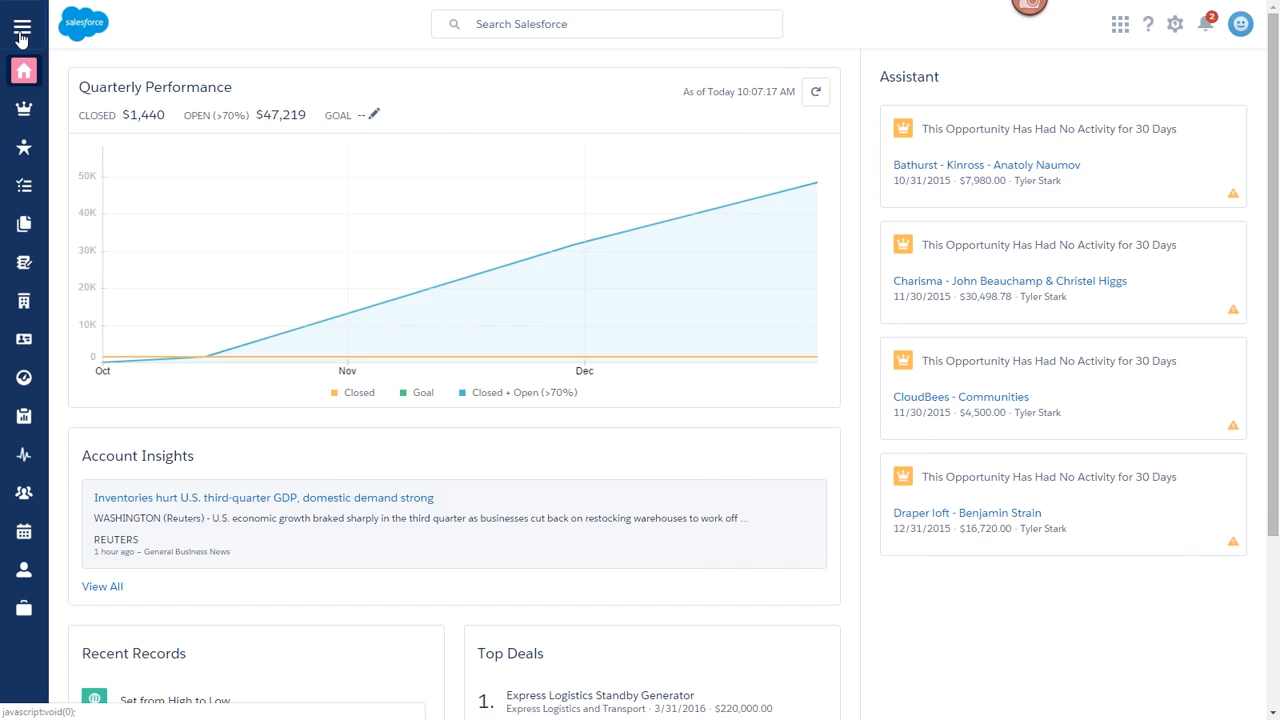 salesforce
Search Salesforce
2
Quarterly Performance
As of Today 10:07:17 AM
CLOSED $1,440 OPEN (>70%) $47,219 GOAL --
50K
40K
30K
20K
10K
0
Oct Nov Dec
Closed Goal Closed + Open (>70%)
Account Insights
Inventories hurt U.S. third-quarter GDP, domestic demand strong
WASHINGTON (Reuters) - U.S. economic growth braked sharply in the third quarter as businesses cut back on restocking warehouses to work off ...
REUTERS
1 hour ago – General Business News
View All
Recent Records
Set from High to Low
Top Deals
1. Express Logistics Standby Generator
Express Logistics and Transport · 3/31/2016 · $220,000.00
Assistant
This Opportunity Has Had No Activity for 30 Days
Bathurst - Kinross - Anatoly Naumov
10/31/2015 · $7,980.00 · Tyler Stark
This Opportunity Has Had No Activity for 30 Days
Charisma - John Beauchamp & Christel Higgs
11/30/2015 · $30,498.78 · Tyler Stark
This Opportunity Has Had No Activity for 30 Days
CloudBees - Communities
11/30/2015 · $4,500.00 · Tyler Stark
This Opportunity Has Had No Activity for 30 Days
Draper loft - Benjamin Strain
12/31/2015 · $16,720.00 · Tyler Stark
javascript:void(0);